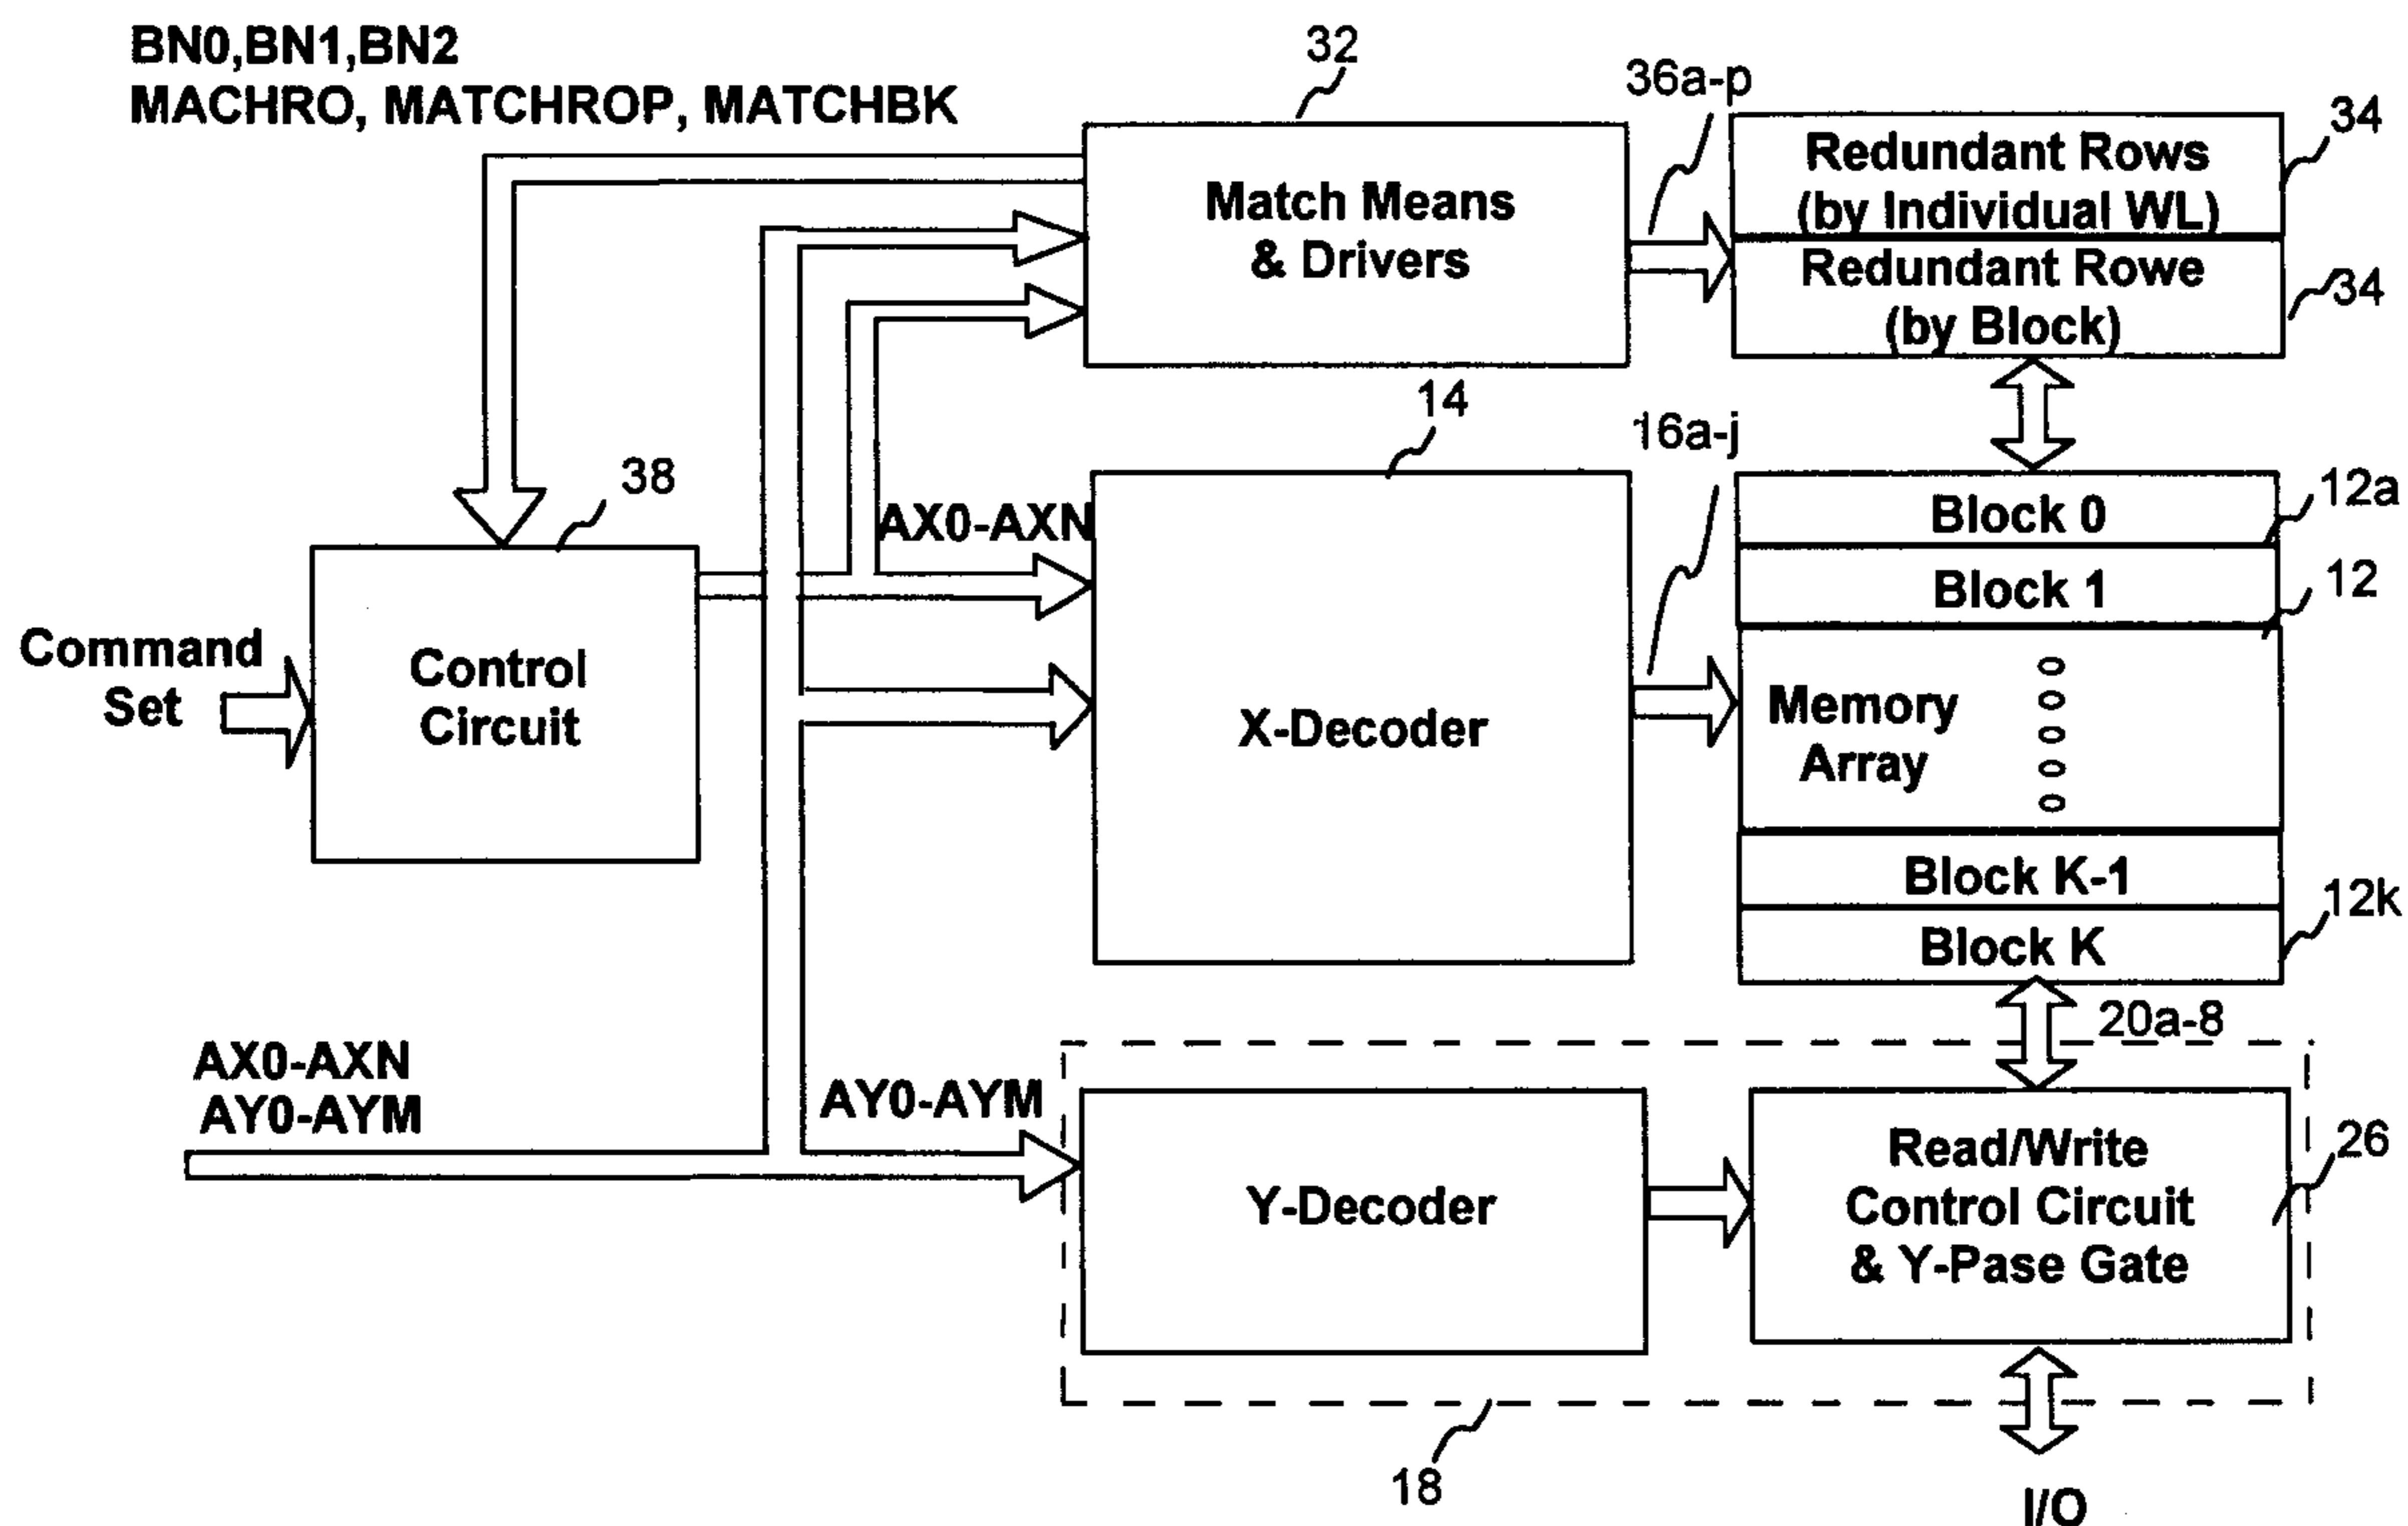 BN0,BN1,BN2
MACHRO, MATCHROP, MATCHBK
32
36a-p
Match Means
& Drivers
Redundant Rows
(by Individual WL)
34
Redundant Rowe
(by Block)
34
14
16a-j
38
AX0-AXN
Command
Set
Control
Circuit
X-Decoder
Block 0
12a
Block 1
12
Memory
Array
Block K-1
Block K
12k
20a-8
AX0-AXN
AY0-AYM
AY0-AYM
Y-Decoder
Read/Write
Control Circuit
& Y-Pase Gate
26
18
I/O